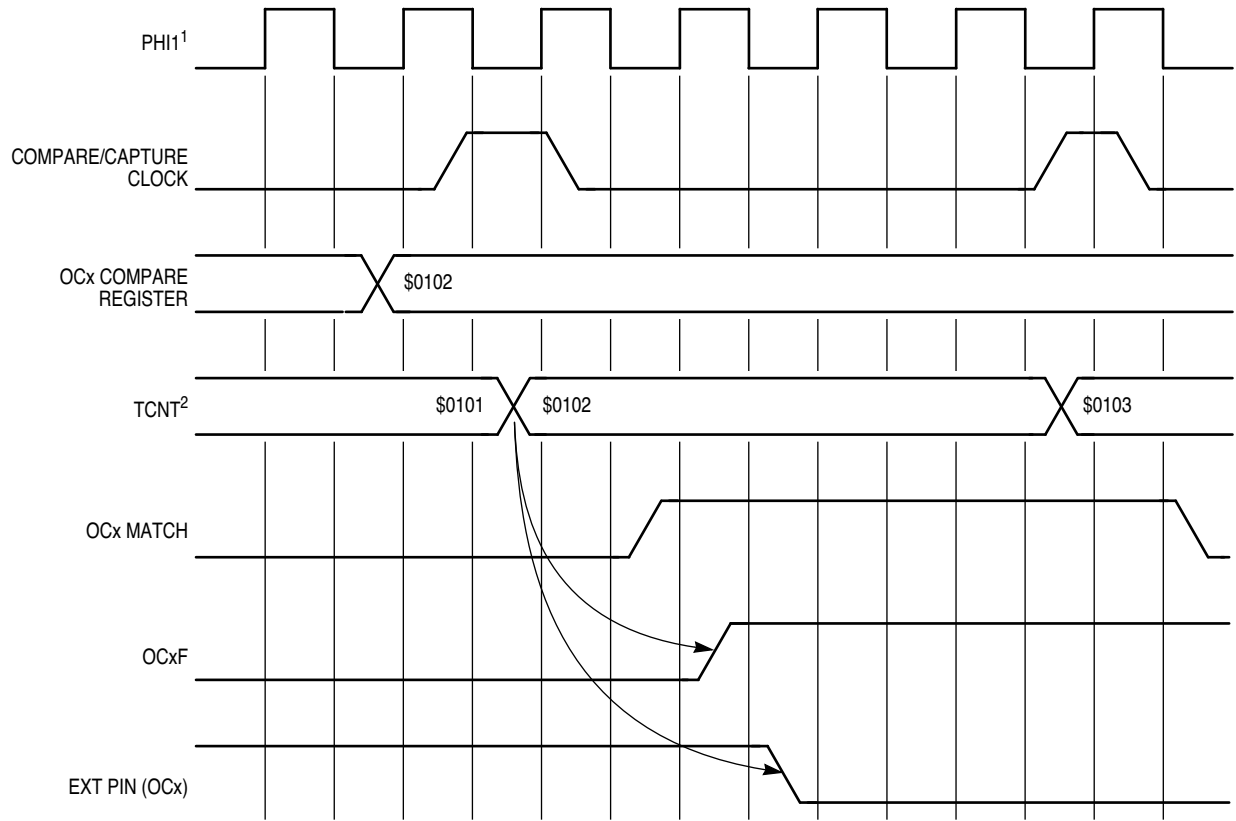 PHI1¹
COMPARE/CAPTURE
CLOCK
OCx COMPARE
REGISTER
$0102
TCNT²
$0101
$0102
$0103
OCx MATCH
OCxF
EXT PIN (OCx)